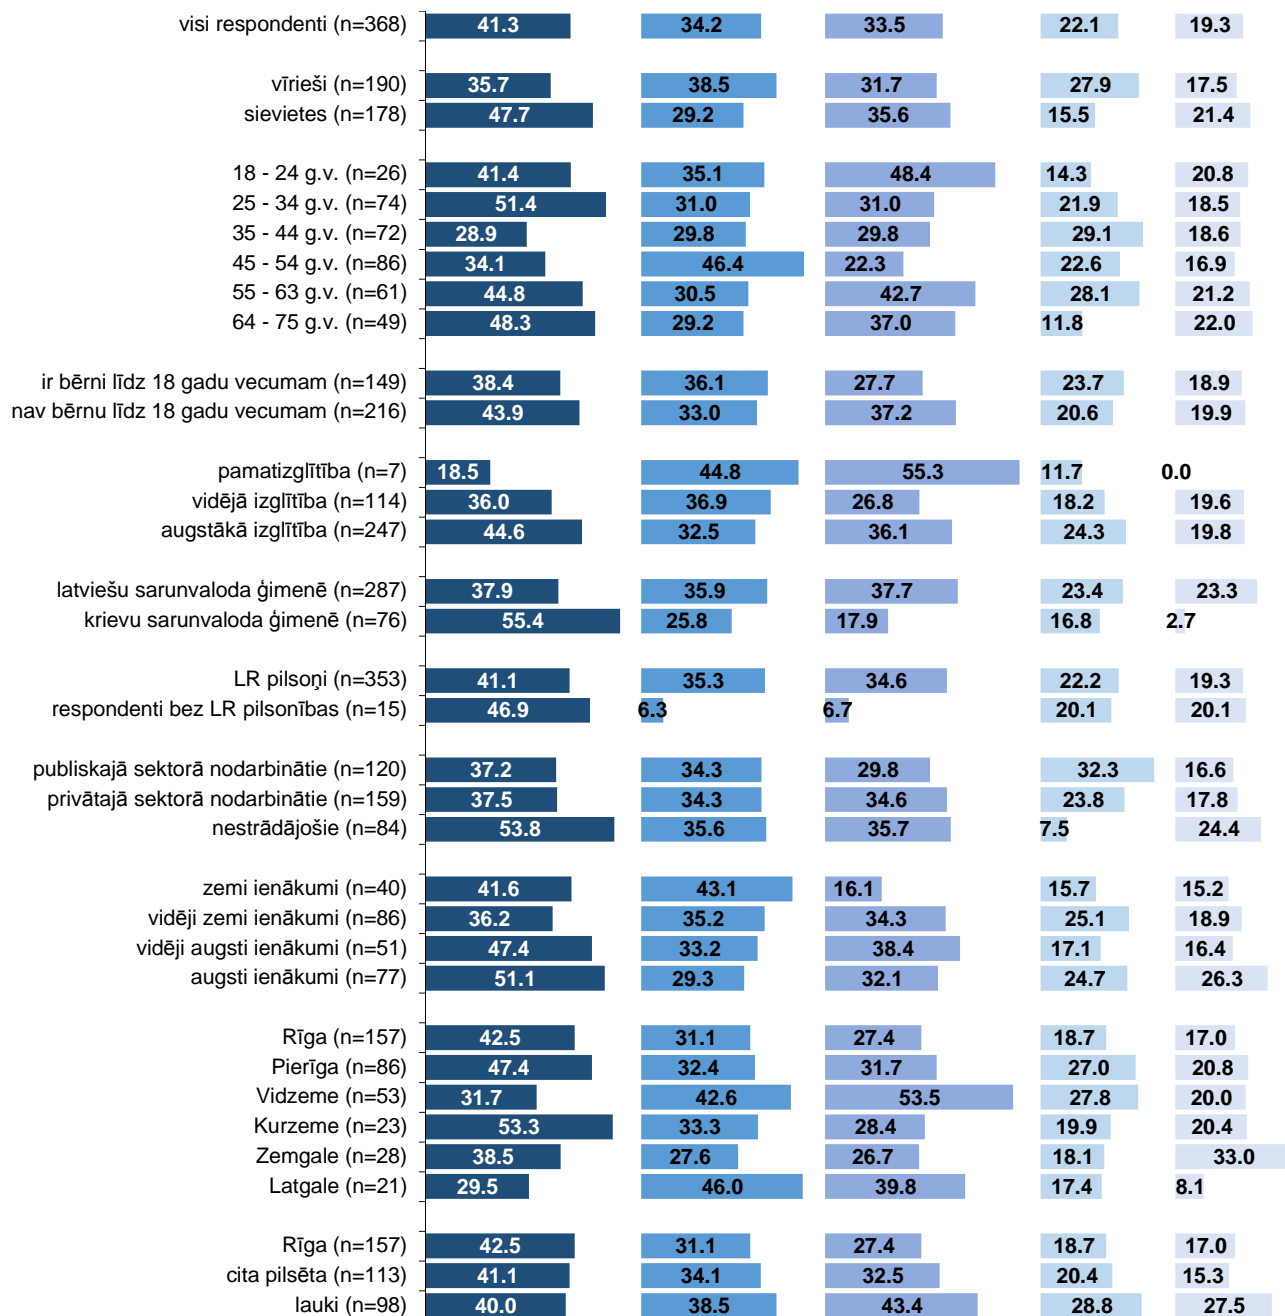 visi respondenti (n=368) 41.3 34.2 33.5 22.1 19.3
vīrieši (n=190) 35.7 38.5 31.7 27.9 17.5
sievietes (n=178) 47.7 29.2 35.6 15.5 21.4
18 - 24 g.v. (n=26) 41.4 35.1 48.4 14.3 20.8
25 - 34 g.v. (n=74) 51.4 31.0 31.0 21.9 18.5
35 - 44 g.v. (n=72) 28.9 29.8 29.8 29.1 18.6
45 - 54 g.v. (n=86) 34.1 46.4 22.3 22.6 16.9
55 - 63 g.v. (n=61) 44.8 30.5 42.7 28.1 21.2
64 - 75 g.v. (n=49) 48.3 29.2 37.0 11.8 22.0
ir bērni līdz 18 gadu vecumam (n=149) 38.4 36.1 27.7 23.7 18.9
nav bērnu līdz 18 gadu vecumam (n=216) 43.9 33.0 37.2 20.6 19.9
pamatizglītība (n=7) 18.5 44.8 55.3 11.7 0.0
vidējā izglītība (n=114) 36.0 36.9 26.8 18.2 19.6
augstākā izglītība (n=247) 44.6 32.5 36.1 24.3 19.8
latviešu sarunvaloda ģimenē (n=287) 37.9 35.9 37.7 23.4 23.3
krievu sarunvaloda ģimenē (n=76) 55.4 25.8 17.9 16.8 2.7
LR pilsoņi (n=353) 41.1 35.3 34.6 22.2 19.3
respondenti bez LR pilsonības (n=15) 46.9 6.3 6.7 20.1 20.1
publiskajā sektorā nodarbinātie (n=120) 37.2 34.3 29.8 32.3 16.6
privātajā sektorā nodarbinātie (n=159) 37.5 34.3 34.6 23.8 17.8
nestrādājošie (n=84) 53.8 35.6 35.7 7.5 24.4
zemi ienākumi (n=40) 41.6 43.1 16.1 15.7 15.2
vidēji zemi ienākumi (n=86) 36.2 35.2 34.3 25.1 18.9
vidēji augsti ienākumi (n=51) 47.4 33.2 38.4 17.1 16.4
augsti ienākumi (n=77) 51.1 29.3 32.1 24.7 26.3
Rīga (n=157) 42.5 31.1 27.4 18.7 17.0
Pierīga (n=86) 47.4 32.4 31.7 27.0 20.8
Vidzeme (n=53) 31.7 42.6 53.5 27.8 20.0
Kurzeme (n=23) 53.3 33.3 28.4 19.9 20.4
Zemgale (n=28) 38.5 27.6 26.7 18.1 33.0
Latgale (n=21) 29.5 46.0 39.8 17.4 8.1
Rīga (n=157) 42.5 31.1 27.4 18.7 17.0
cita pilsēta (n=113) 41.1 34.1 32.5 20.4 15.3
lauki (n=98) 40.0 38.5 43.4 28.8 27.5